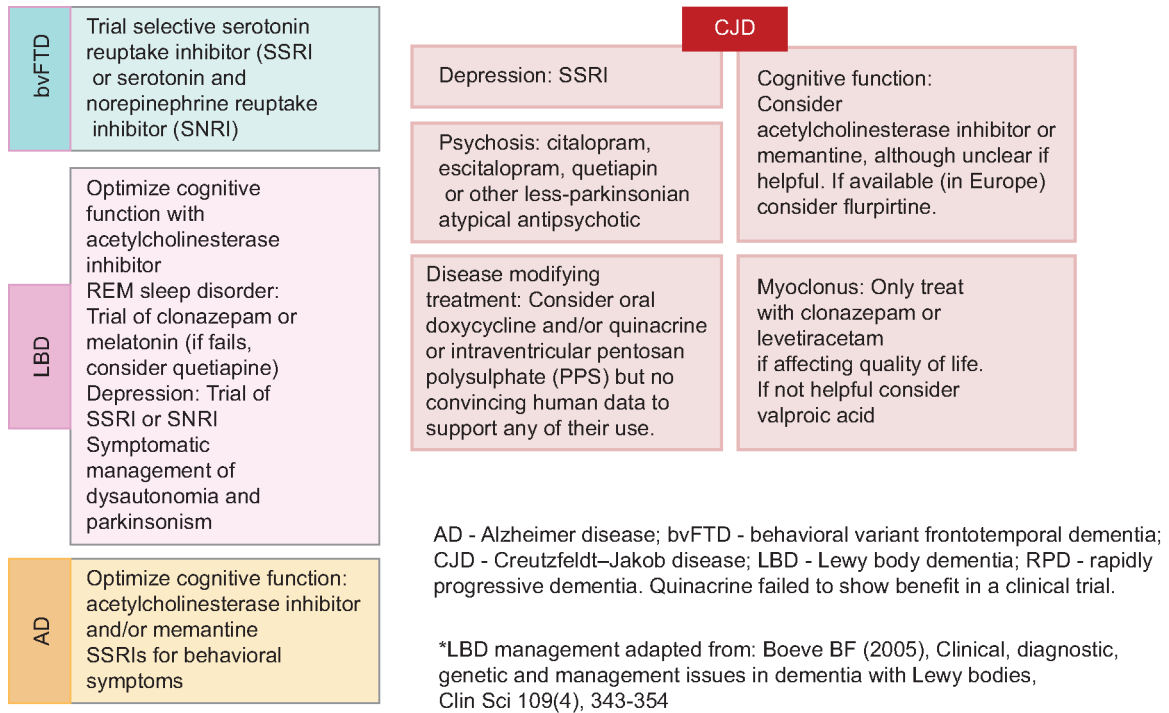 bvFTD
Trial selective serotonin
reuptake inhibitor (SSRI
or serotonin and
norepinephrine reuptake
inhibitor (SNRI)
LBD
Optimize cognitive
function with
acetylcholinesterase
inhibitor
REM sleep disorder:
Trial of clonazepam or
melatonin (if fails,
consider quetiapine)
Depression: Trial of
SSRI or SNRI
Symptomatic
management of
dysautonomia and
parkinsonism
AD
Optimize cognitive function:
acetylcholinesterase inhibitor
and/or memantine
SSRIs for behavioral
symptoms
CJD
Depression: SSRI
Psychosis: citalopram,
escitalopram, quetiapin
or other less-parkinsonian
atypical antipsychotic
Disease modifying
treatment: Consider oral
doxycycline and/or quinacrine
or intraventricular pentosan
polysulphate (PPS) but no
convincing human data to
support any of their use.
Cognitive function:
Consider
acetylcholinesterase inhibitor or
memantine, although unclear if
helpful. If available (in Europe)
consider flurpirtine.
Myoclonus: Only treat
with clonazepam or
levetiracetam
if affecting quality of life.
If not helpful consider
valproic acid
AD - Alzheimer disease; bvFTD - behavioral variant frontotemporal dementia;
CJD - Creutzfeldt–Jakob disease; LBD - Lewy body dementia; RPD - rapidly
progressive dementia. Quinacrine failed to show benefit in a clinical trial.
*LBD management adapted from: Boeve BF (2005), Clinical, diagnostic,
genetic and management issues in dementia with Lewy bodies,
Clin Sci 109(4), 343-354